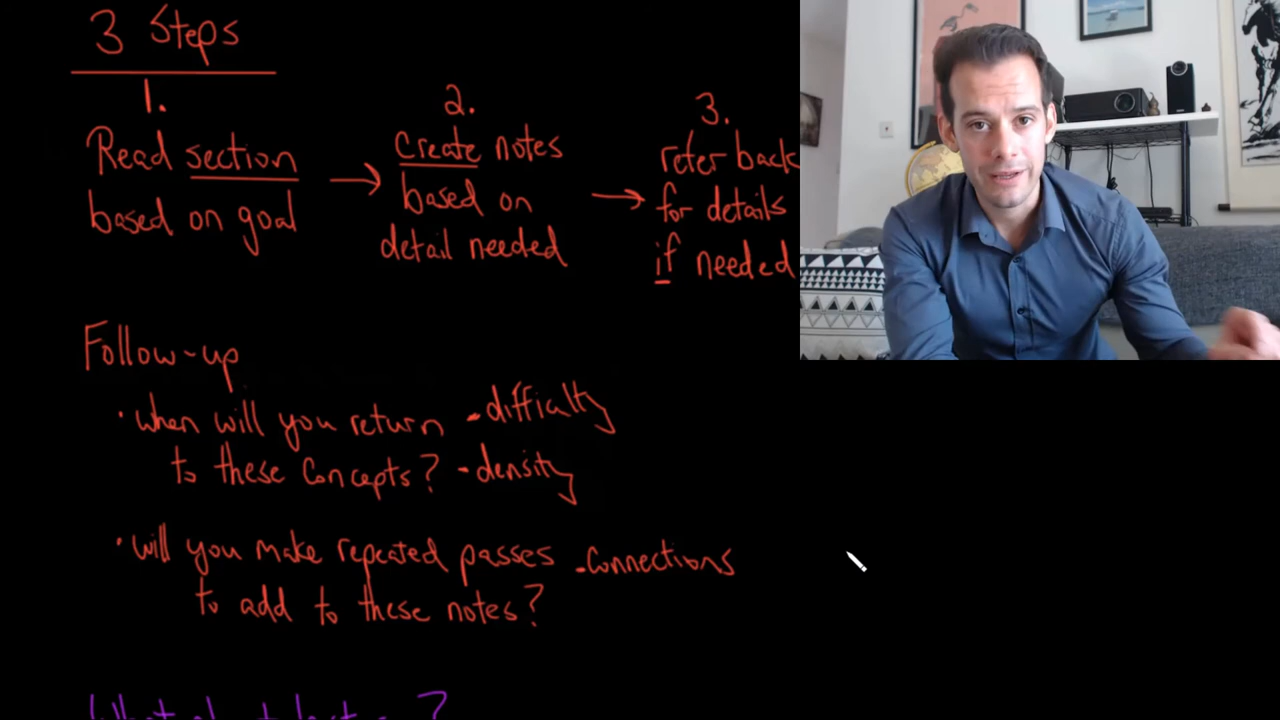 3 Steps
1.
Read section
based on goal
2.
Create notes
based on
detail needed
3.
refer back
for details
if needed
Follow-up
· when will you return - difficulty
to these concepts? - density
· will you make repeated passes - connections
to add to these notes?
What about